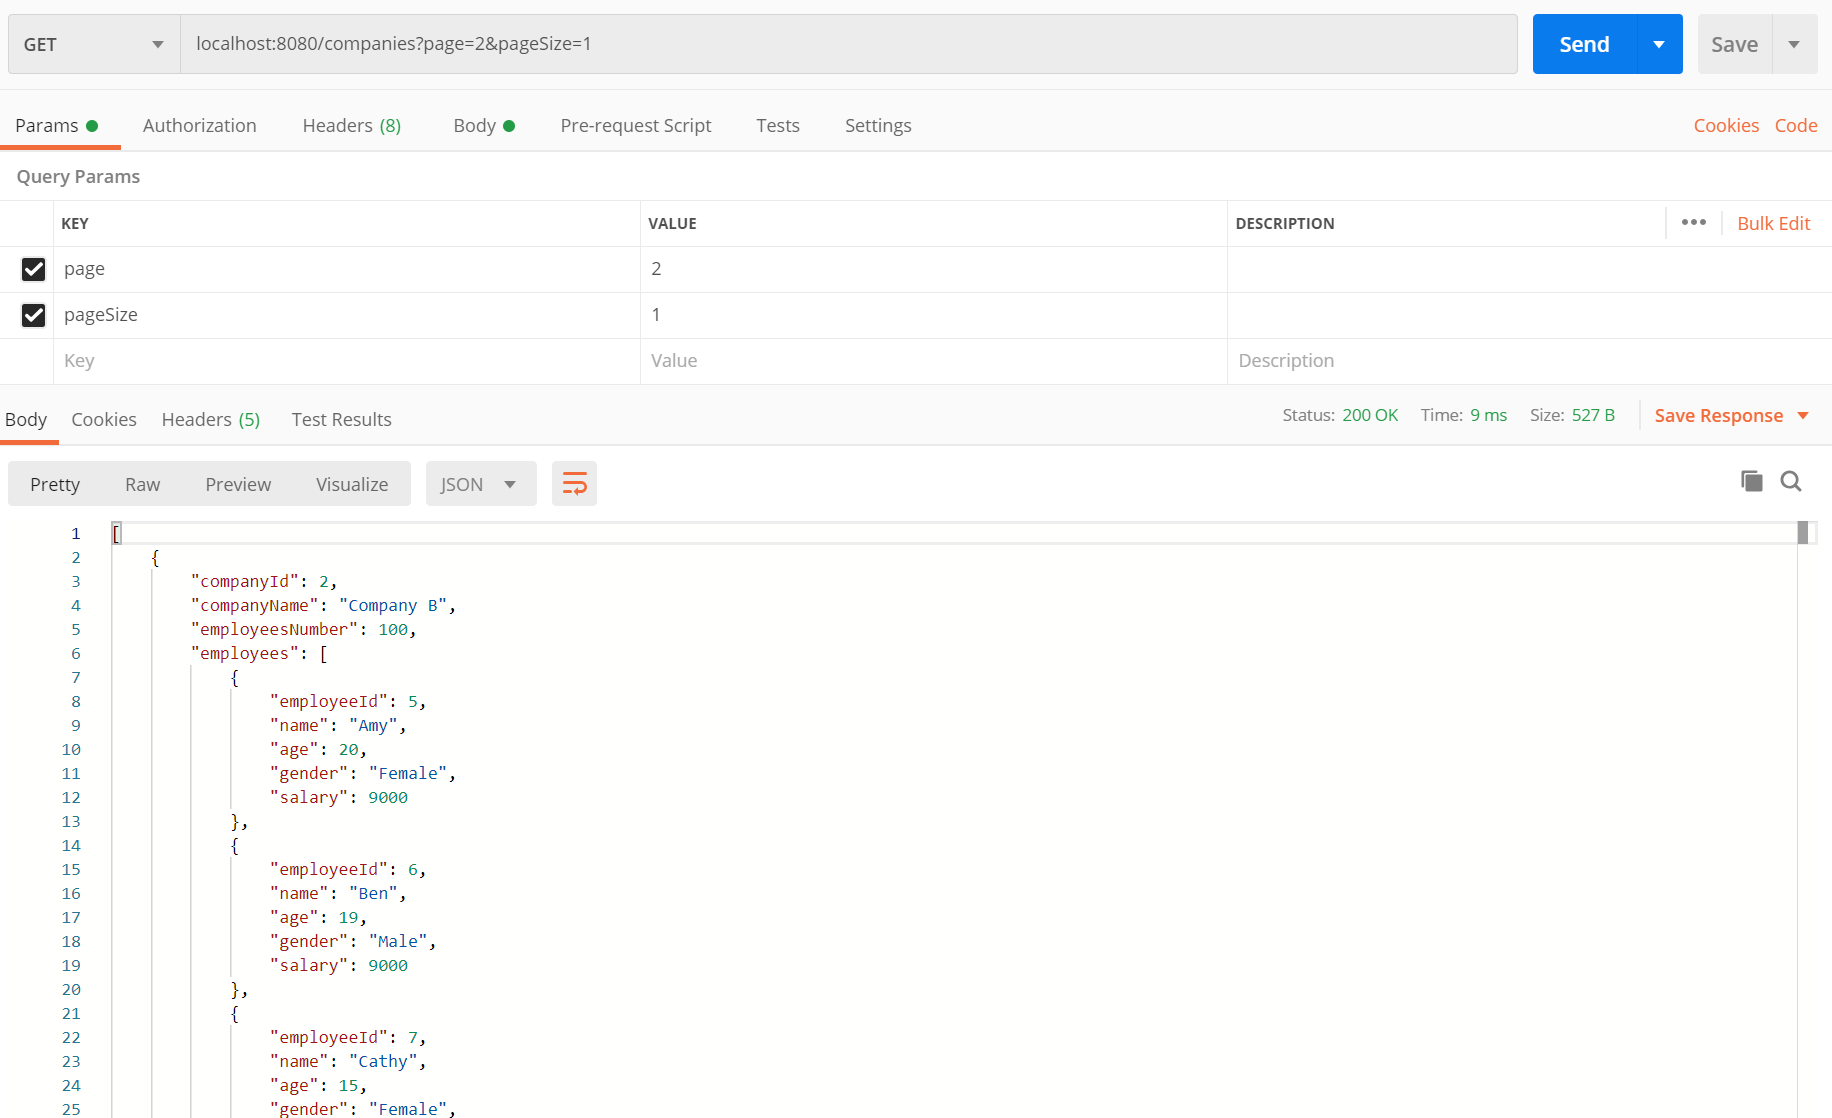 GET localhost:8080/companies?page=2&pageSize=1 Send Save
Params Authorization Headers (8) Body Pre-request Script Tests Settings Cookies Code
Query Params
KEY VALUE DESCRIPTION ••• Bulk Edit
page 2
pageSize 1
Key Value Description
Body Cookies Headers (5) Test Results Status: 200 OK Time: 9 ms Size: 527 B Save Response
Pretty Raw Preview Visualize JSON
1 [
2 {
3 "companyId": 2,
4 "companyName": "Company B",
5 "employeesNumber": 100,
6 "employees": [
7 {
8 "employeeId": 5,
9 "name": "Amy",
10 "age": 20,
11 "gender": "Female",
12 "salary": 9000
13 },
14 {
15 "employeeId": 6,
16 "name": "Ben",
17 "age": 19,
18 "gender": "Male",
19 "salary": 9000
20 },
21 {
22 "employeeId": 7,
23 "name": "Cathy",
24 "age": 15,
25 "gender": "Female",